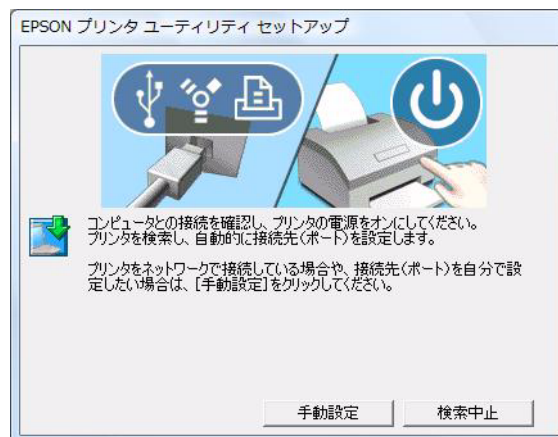 EPSON プリンタ ユーティリティ セットアップ
コンピュータとの接続を確認し、プリンタの電源をオンにしてください。
プリンタを検索し、自動的に接続先(ポート)を設定します。
プリンタをネットワークで接続している場合や、接続先(ポート)を自分で設
定したい場合は、[手動設定]をクリックしてください。
手動設定
検索中止